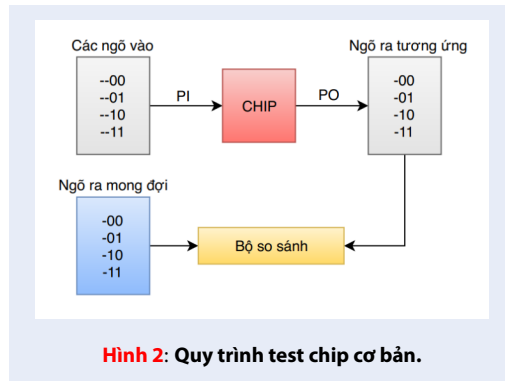 Các ngõ vào
--00
--01
--10
--11
PI
CHIP
PO
Ngõ ra tương ứng
-00
-01
-10
-11
Ngõ ra mong đợi
-00
-01
-10
-11
Bộ so sánh
Hình 2: Quy trình test chip cơ bản.